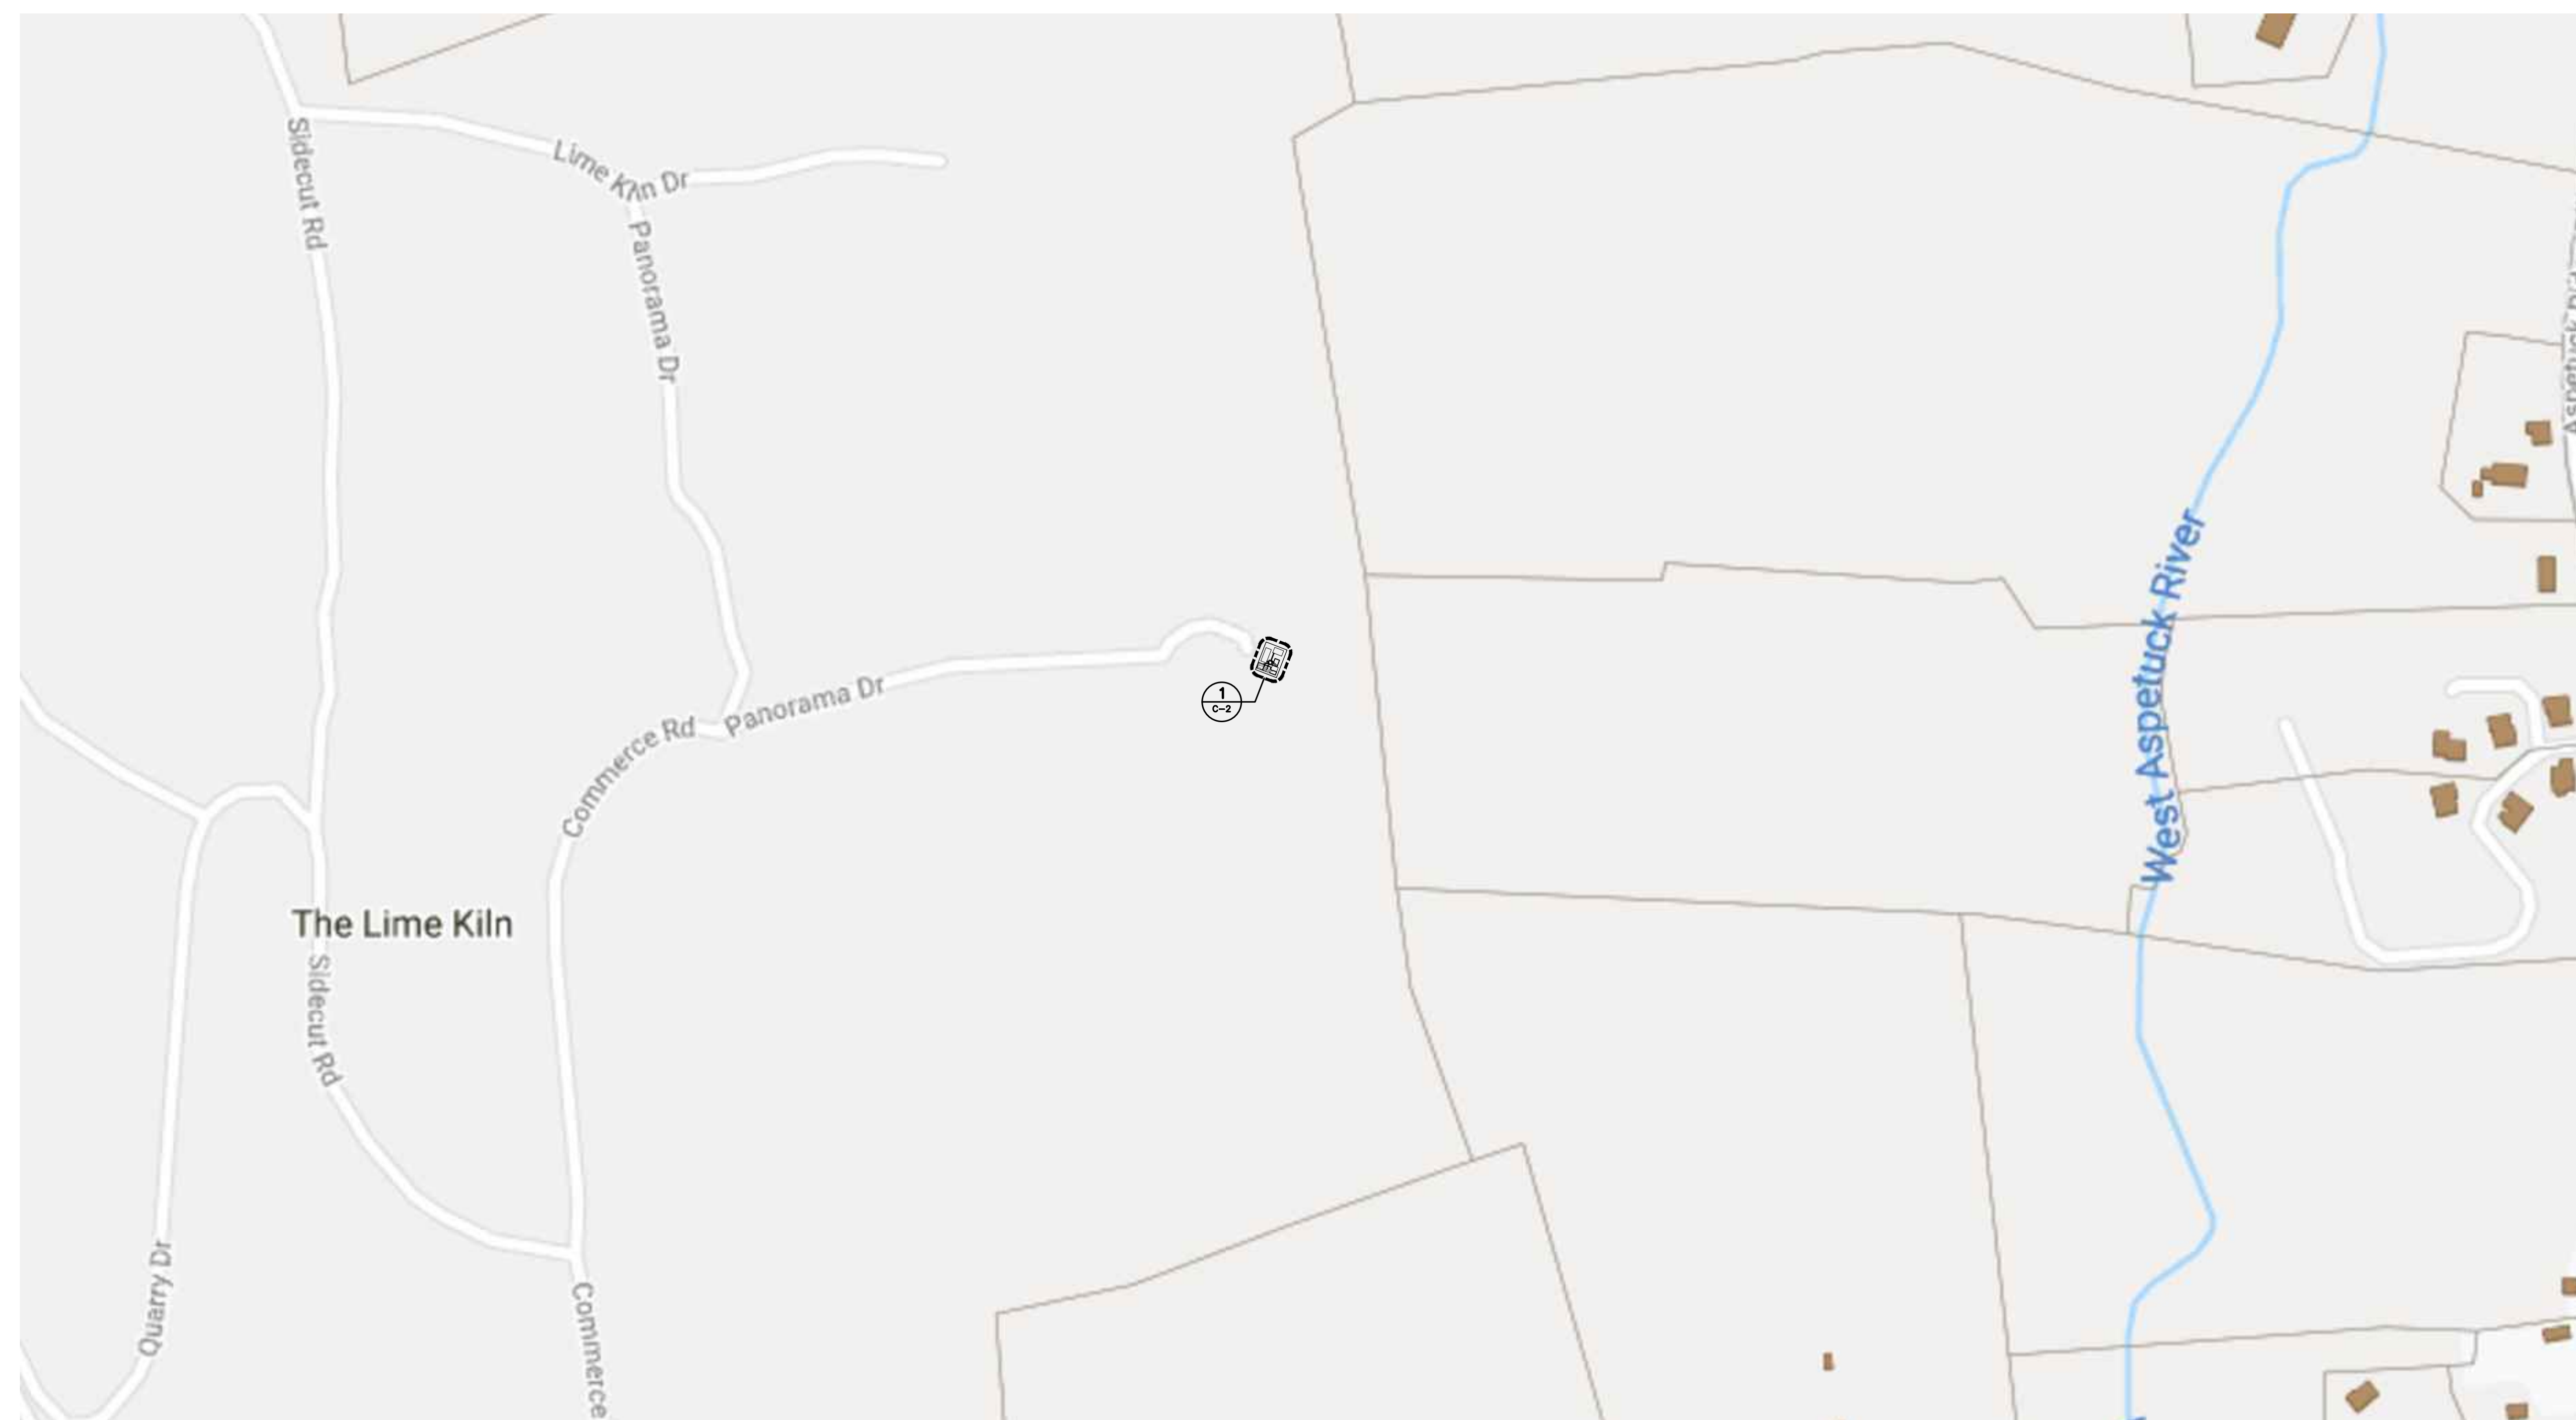 Sidecut Rd
Lime Kiln Dr
Panorama Dr
West Aspetuck River
1
C-2
Panorama Dr
Commerce Rd
The Lime Kiln
Sidecut Rd
Quarry Dr
Commerce